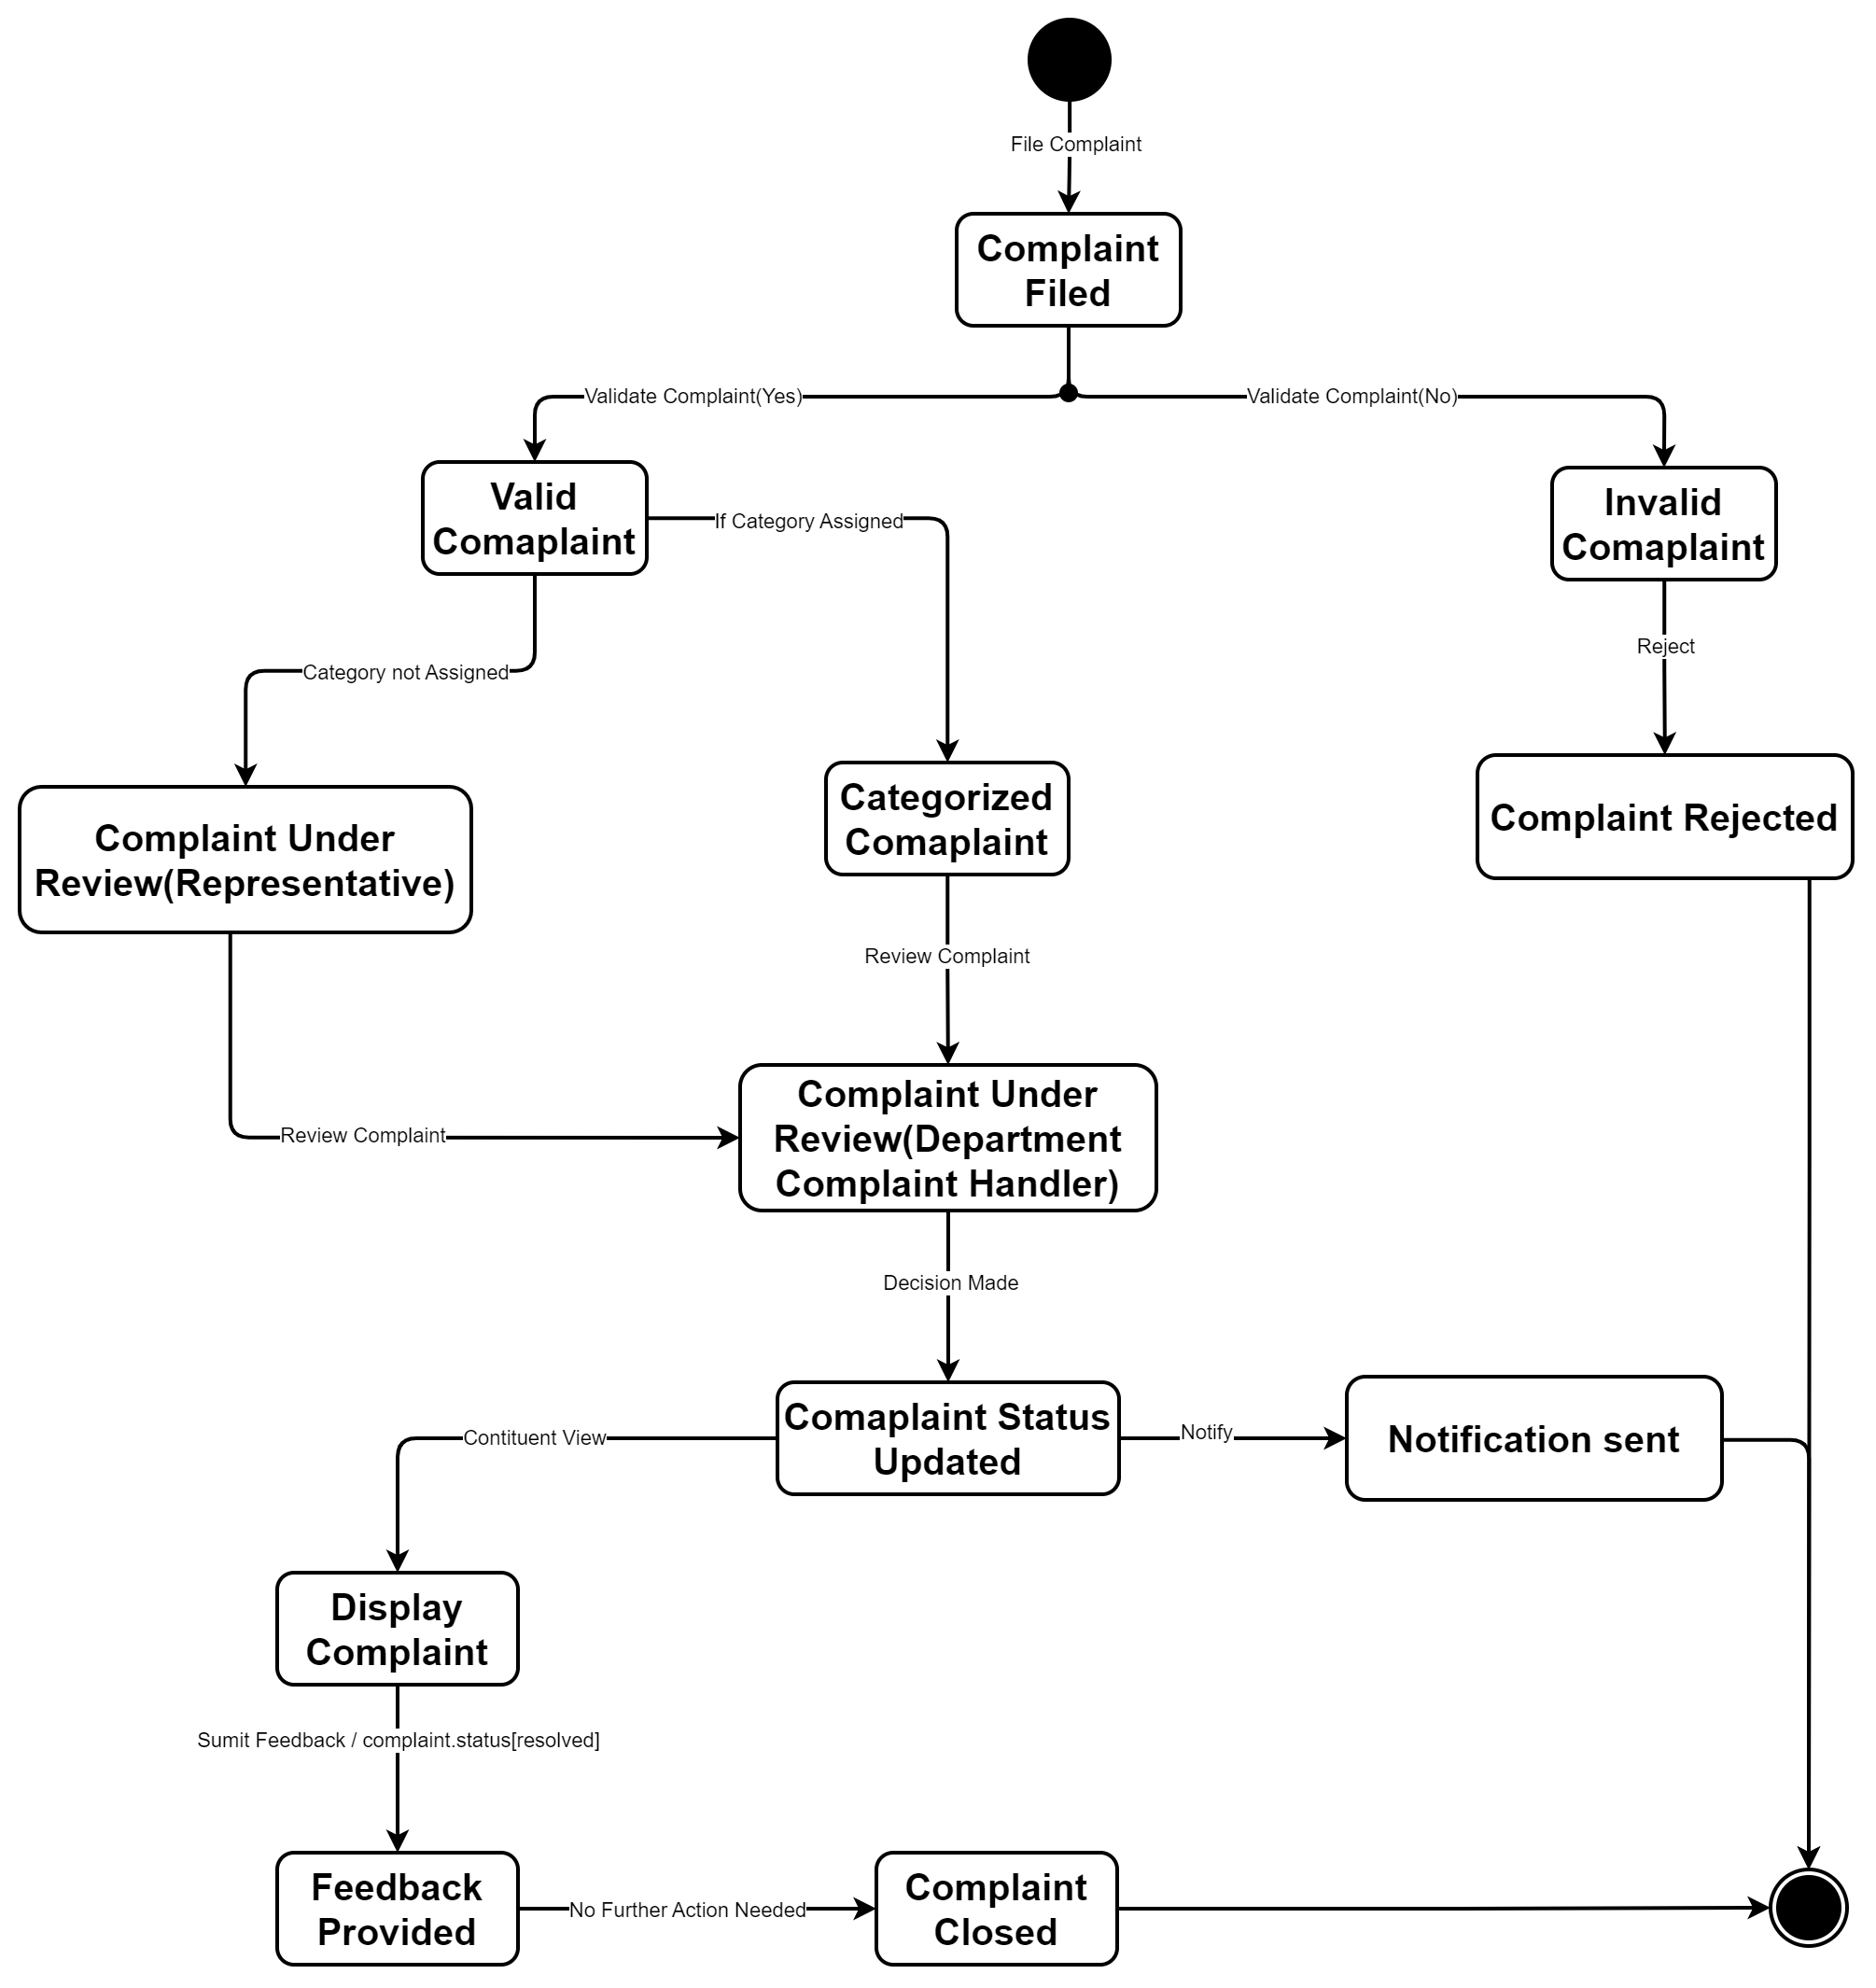 File Complaint
Complaint
Filed
Validate Complaint(Yes)
Validate Complaint(No)
Valid
Comaplaint
If Category Assigned
Invalid
Comaplaint
Category not Assigned
Reject
Complaint Under
Review(Representative)
Categorized
Comaplaint
Complaint Rejected
Review Complaint
Review Complaint
Complaint Under
Review(Department
Complaint Handler)
Decision Made
Contituent View
Comaplaint Status
Updated
Notify
Notification sent
Display
Complaint
Sumit Feedback / complaint.status[resolved]
Feedback
Provided
No Further Action Needed
Complaint
Closed